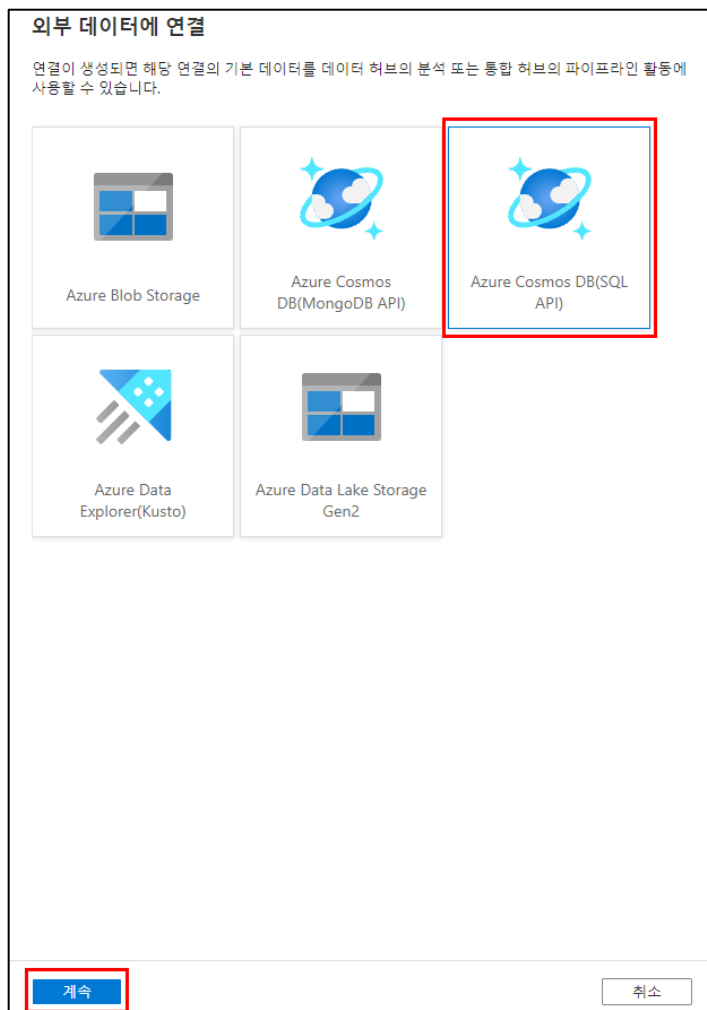 외부 데이터에 연결
연결이 생성되면 해당 연결의 기본 데이터를 데이터 허브의 분석 또는 통합 허브의 파이프라인 활동에
사용할 수 있습니다.
Azure Blob Storage
Azure Cosmos
DB(MongoDB API)
Azure Cosmos DB(SQL
API)
Azure Data
Explorer(Kusto)
Azure Data Lake Storage
Gen2
계속
취소